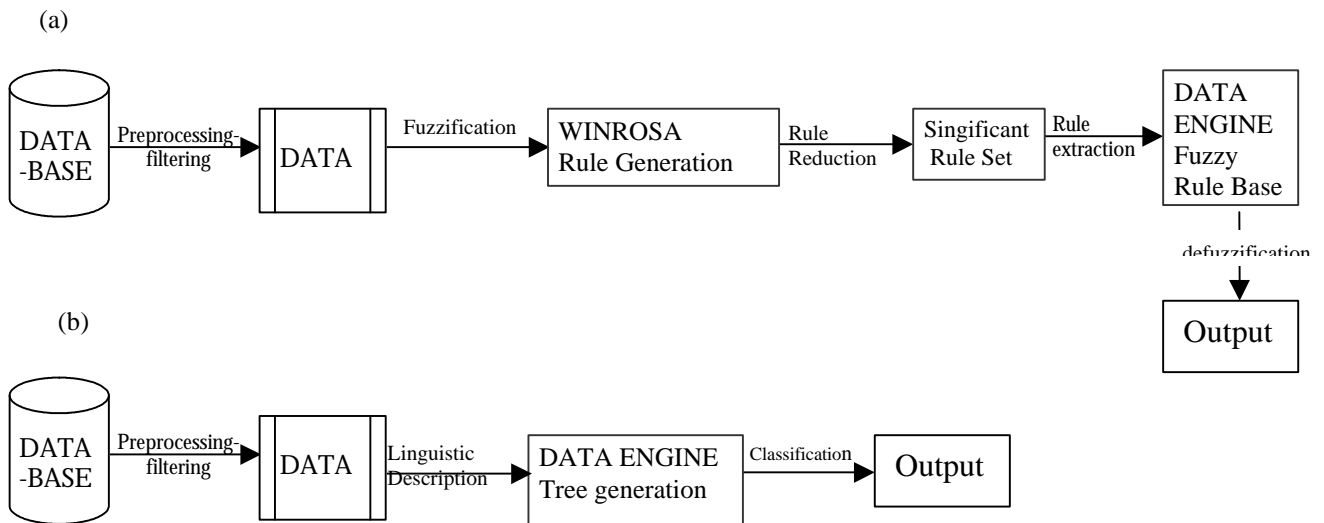 (a)
DATA
-BASE
Preprocessing-
filtering
DATA
Fuzzification
WINROSA
Rule Generation
Rule
Reduction
Singificant
Rule Set
Rule
extraction
DATA
ENGINE
Fuzzy
Rule Base
defuzzification
Output
(b)
DATA
-BASE
Preprocessing-
filtering
DATA
Linguistic
Description
DATA ENGINE
Tree generation
Classification
Output